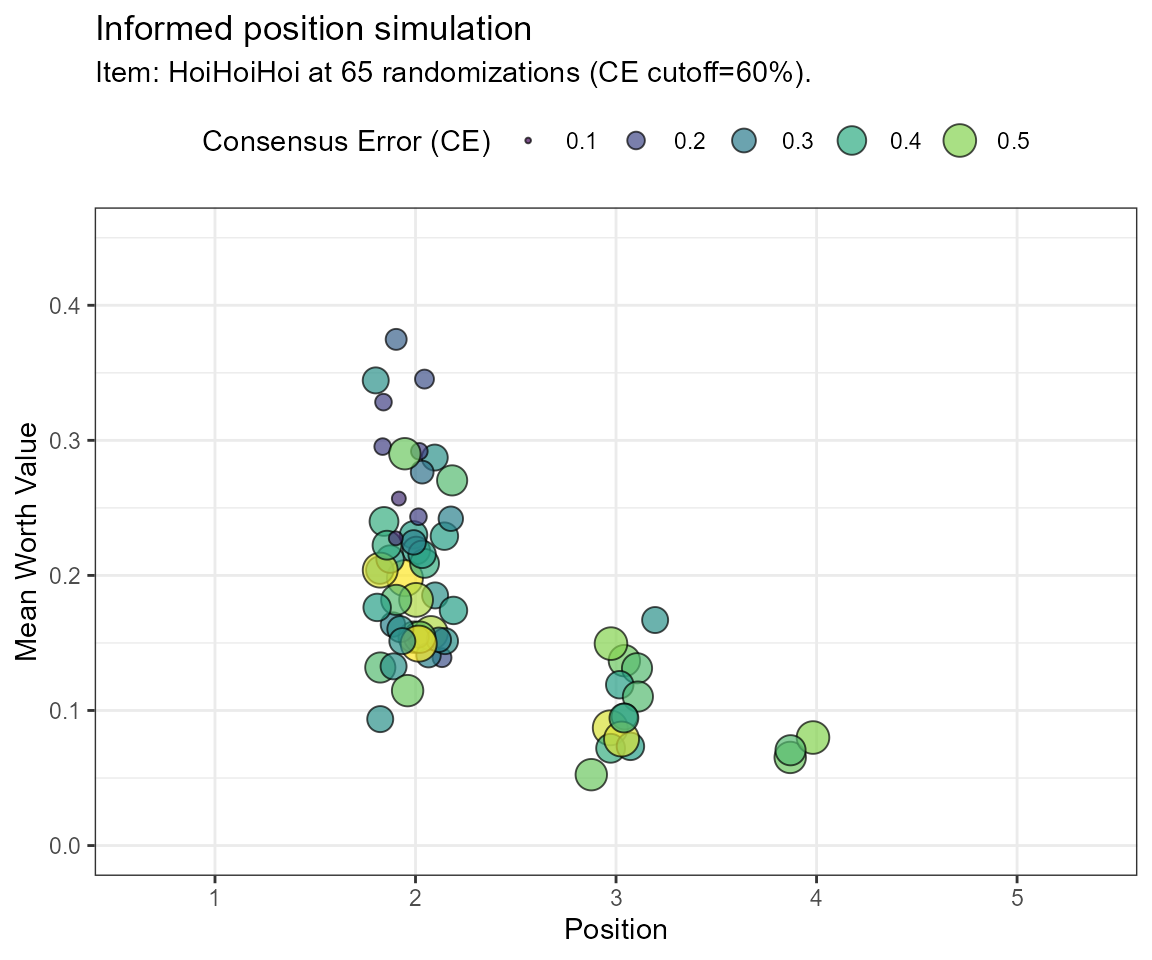 Informed position simulation
Item: HoiHoiHoi at 65 randomizations (CE cutoff=60%).
Consensus Error (CE) 0.1 0.2 0.3 0.4 0.5
Mean Worth Value
0.4
0.3
0.2
0.1
0.0
1 2 3 4 5
Position